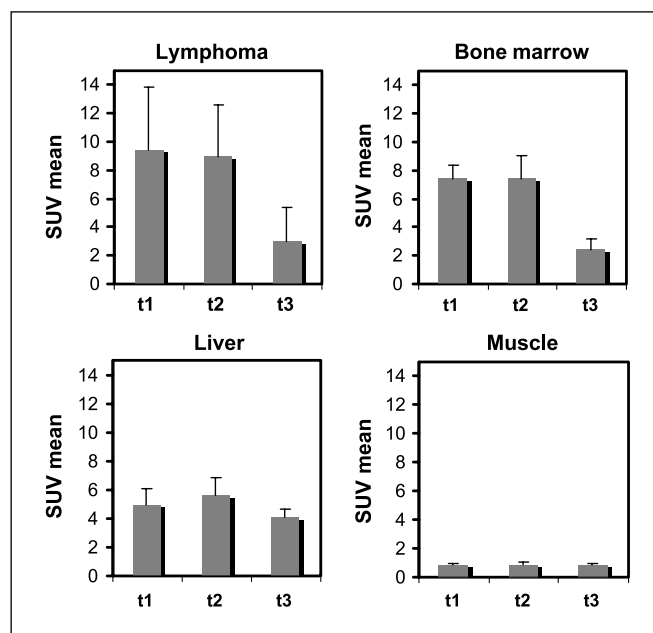 Lymphoma
SUV mean
14
12
10
8
6
4
2
0
t1 t2 t3
Bone marrow
SUV mean
14
12
10
8
6
4
2
0
t1 t2 t3
Liver
SUV mean
14
12
10
8
6
4
2
0
t1 t2 t3
Muscle
SUV mean
14
12
10
8
6
4
2
0
t1 t2 t3